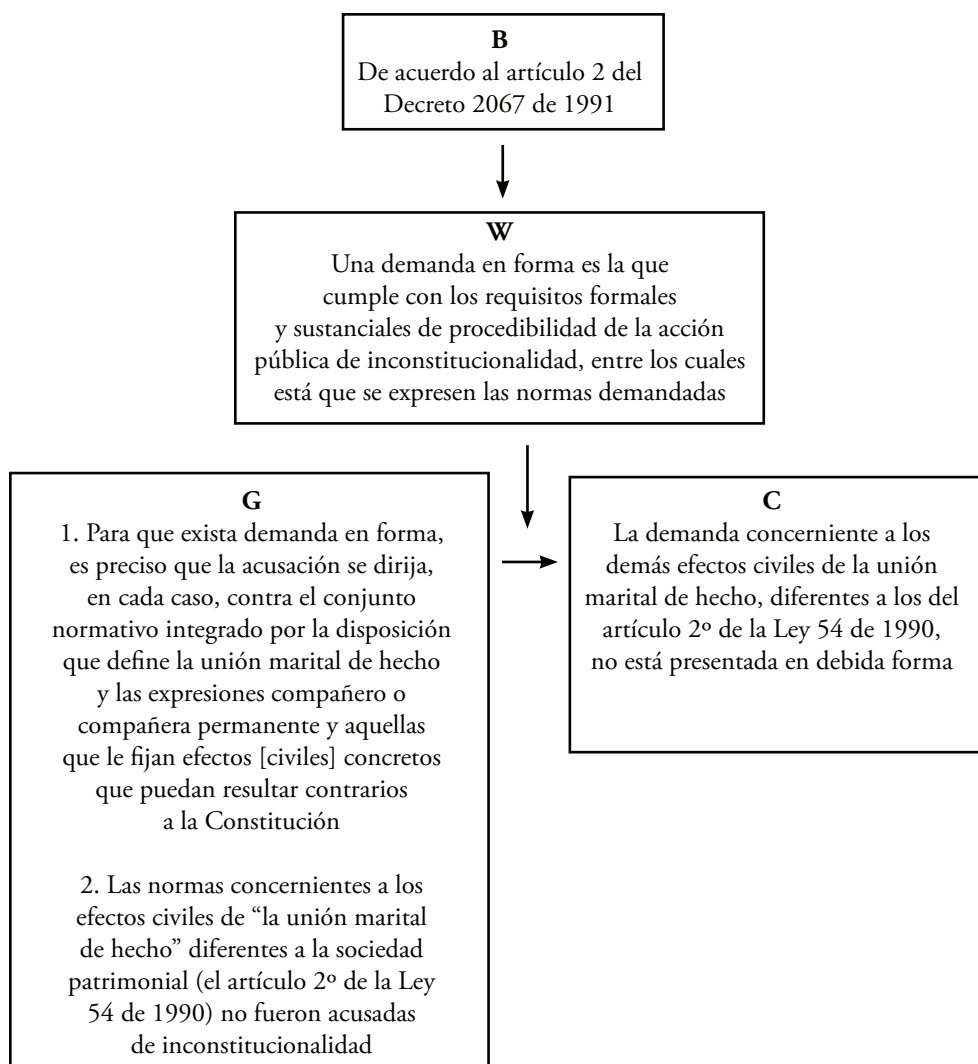 B
De acuerdo al artículo 2 del
Decreto 2067 de 1991
W
Una demanda en forma es la que
cumple con los requisitos formales
y sustanciales de procedibilidad de la acción
pública de inconstitucionalidad, entre los cuales
está que se expresen las normas demandadas
G
1. Para que exista demanda en forma,
es preciso que la acusación se dirija,
en cada caso, contra el conjunto
normativo integrado por la disposición
que define la unión marital de hecho
y las expresiones compañero o
compañera permanente y aquellas
que le fijan efectos [civiles] concretos
que puedan resultar contrarios
a la Constitución
2. Las normas concernientes a los
efectos civiles de “la unión marital
de hecho” diferentes a la sociedad
patrimonial (el artículo 2º de la Ley
54 de 1990) no fueron acusadas
de inconstitucionalidad
C
La demanda concerniente a los
demás efectos civiles de la unión
marital de hecho, diferentes a los del
artículo 2º de la Ley 54 de 1990,
no está presentada en debida forma